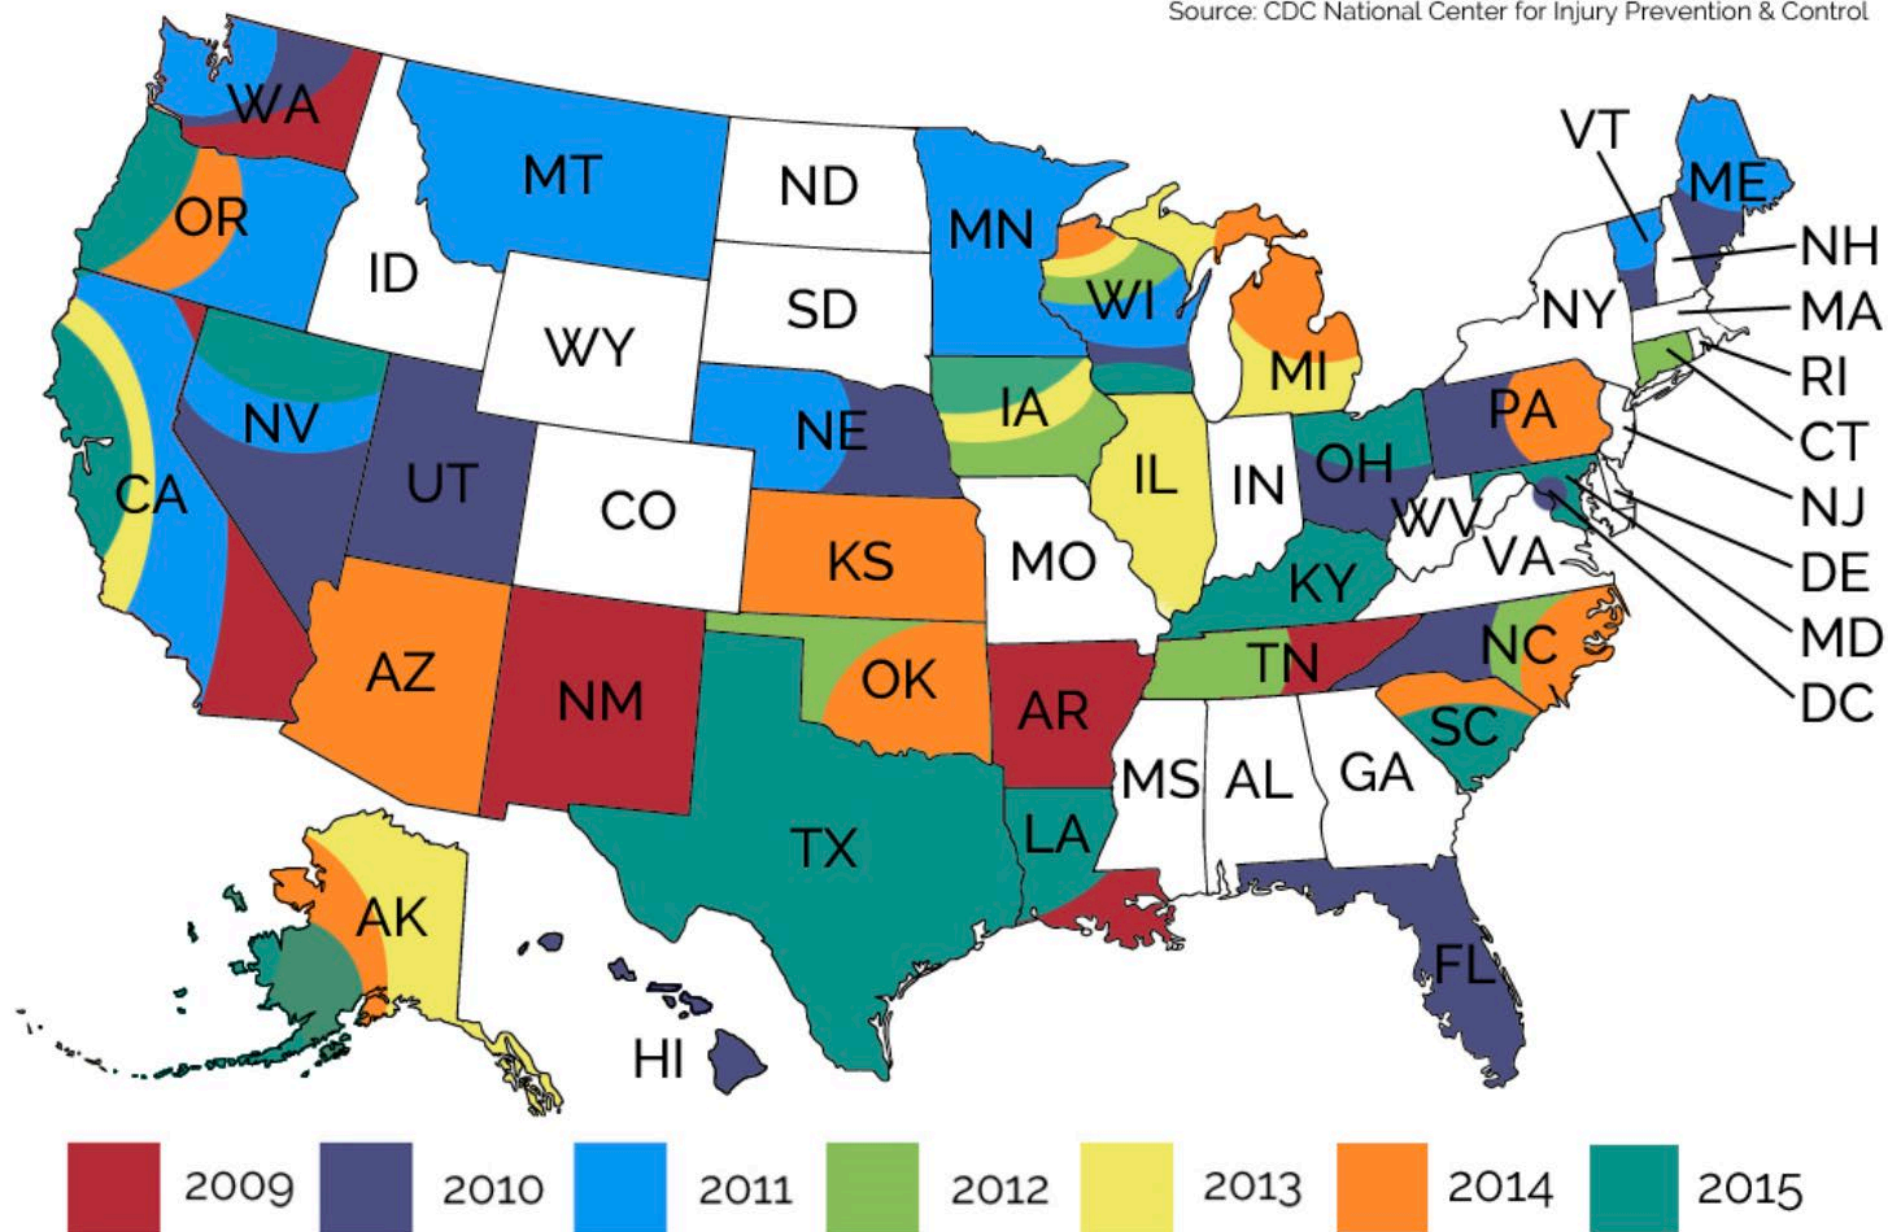 Source: CDC National Center for Injury Prevention & Control
WA
MT
ND
MN
VT
ME
OR
ID
SD
WI
MI
NY
NH
MA
RI
CT
NJ
DE
MD
DC
WY
NV
NE
IA
PA
CA
UT
CO
IL
IN
OH
WV
VA
KS
MO
KY
AZ
NM
OK
AR
TN
NC
SC
TX
LA
MS
AL
GA
AK
HI
FL
2009 2010 2011 2012 2013 2014 2015